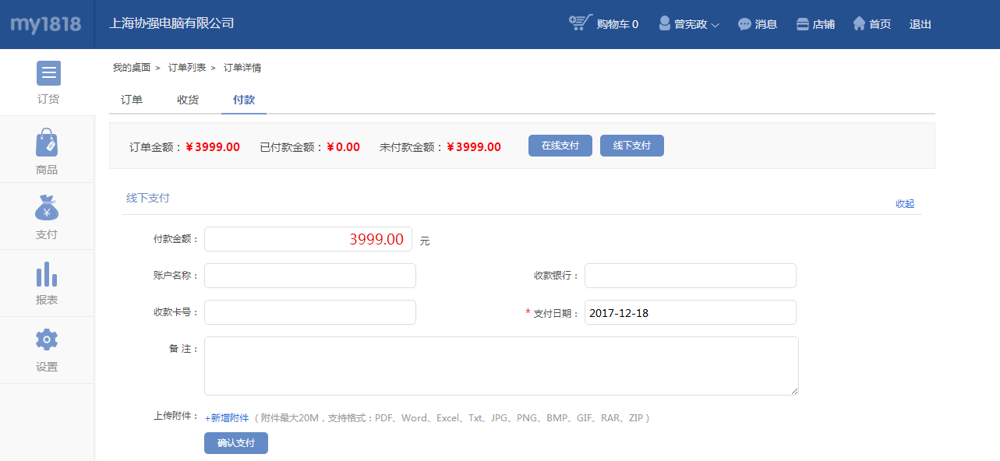 my1818 上海协强电脑有限公司 购物车 0 曾宪政 消息 店铺 首页 退出
我的桌面 > 订单列表 > 订单详情
订货
订单 收货 付款
订单金额：¥3999.00 已付款金额：¥0.00 未付款金额：¥3999.00 在线支付 线下支付
商品
线下支付
收起
¥
支付
付款金额： 3999.00 元
账户名称： 收款银行：
报表
收款卡号： * 支付日期： 2017-12-18
备 注：
设置
上传附件： +新增附件 ( 附件最大20M，支持格式：PDF、Word、Excel、Txt、JPG、PNG、BMP、GIF、RAR、ZIP )
确认支付